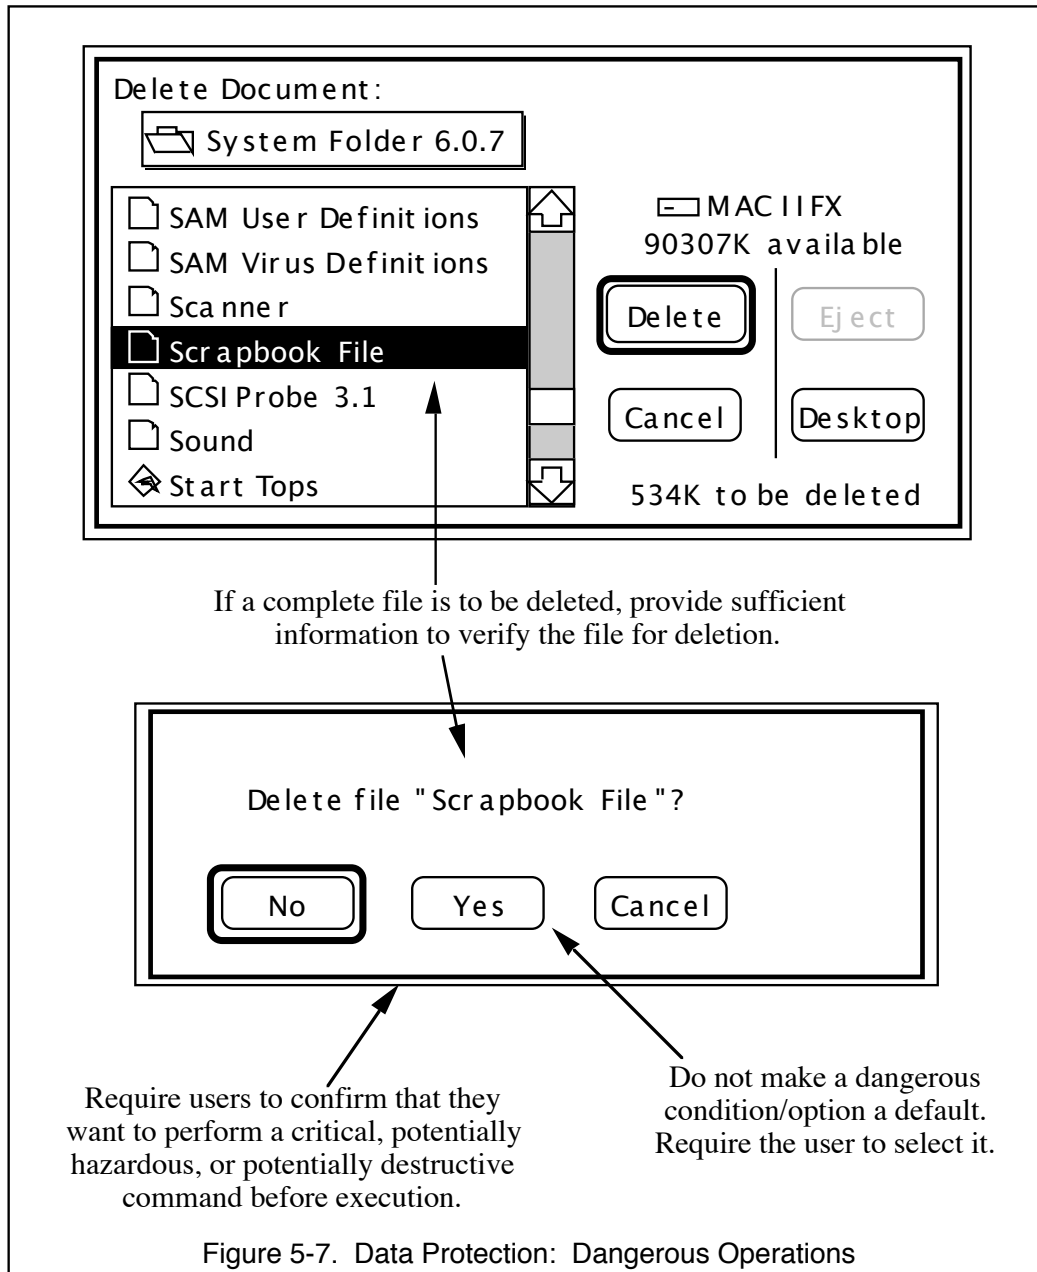 Delete Document:
System Folder 6.0.7
SAM User Definitions
SAM Virus Definitions
Scanner
Scrapbook File
SCSI Probe 3.1
Sound
Start Tops
MAC IIFX
90307K available
Delete
Eject
Cancel
Desktop
534K to be deleted
If a complete file is to be deleted, provide sufficient
information to verify the file for deletion.
Delete file "Scrapbook File"?
No
Yes
Cancel
Require users to confirm that they
want to perform a critical, potentially
hazardous, or potentially destructive
command before execution.
Do not make a dangerous
condition/option a default.
Require the user to select it.
Figure 5-7. Data Protection: Dangerous Operations